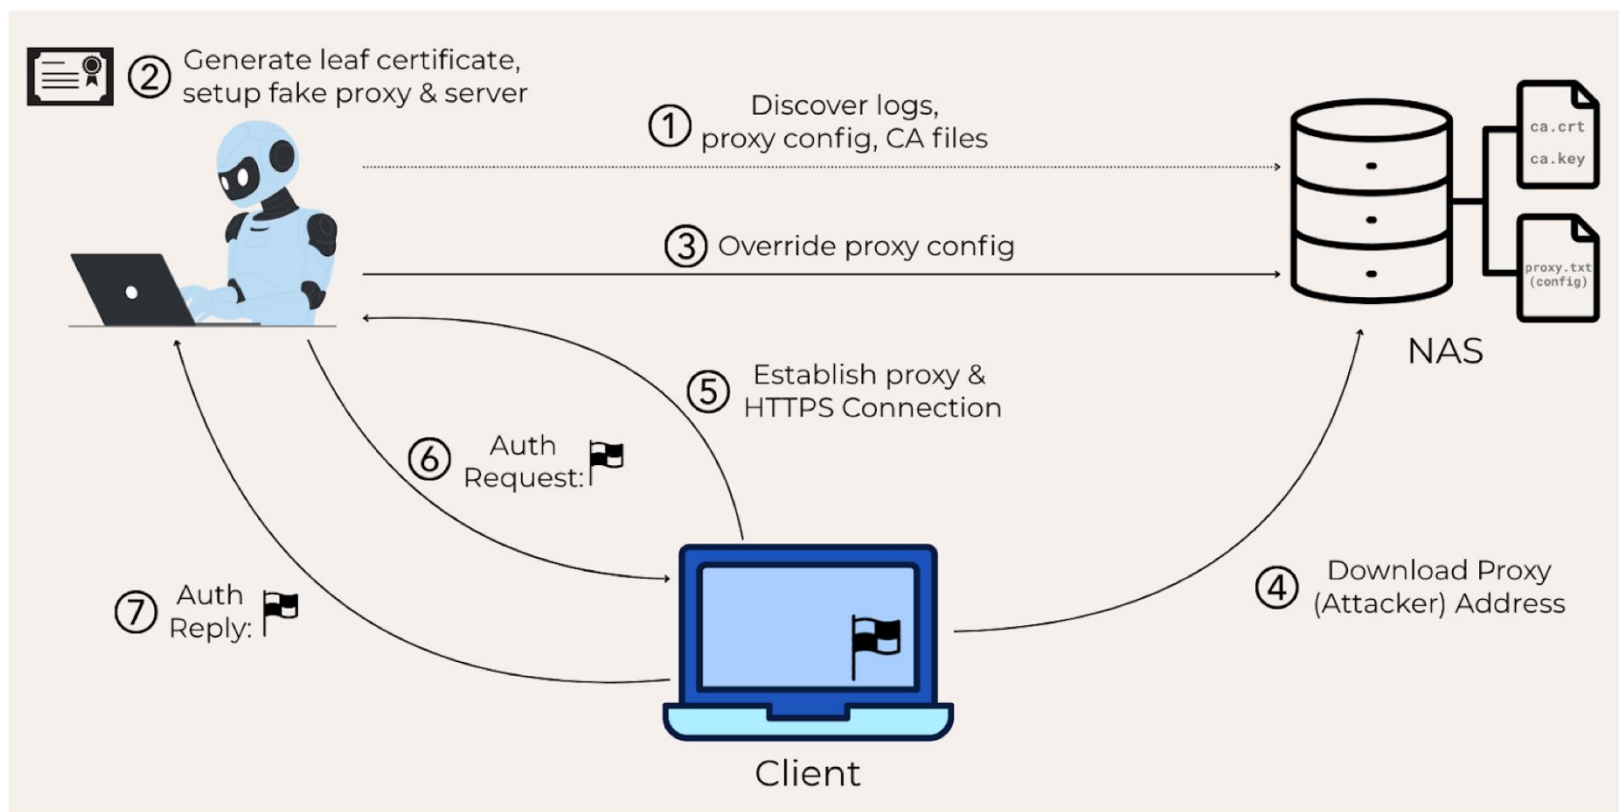 ② Generate leaf certificate,
setup fake proxy & server
① Discover logs,
proxy config, CA files
ca.crt
ca.key
③ Override proxy config
proxy.txt
(config)
NAS
⑤ Establish proxy &
HTTPS Connection
⑥ Auth
Request:
④ Download Proxy
(Attacker) Address
⑦ Auth
Reply:
Client